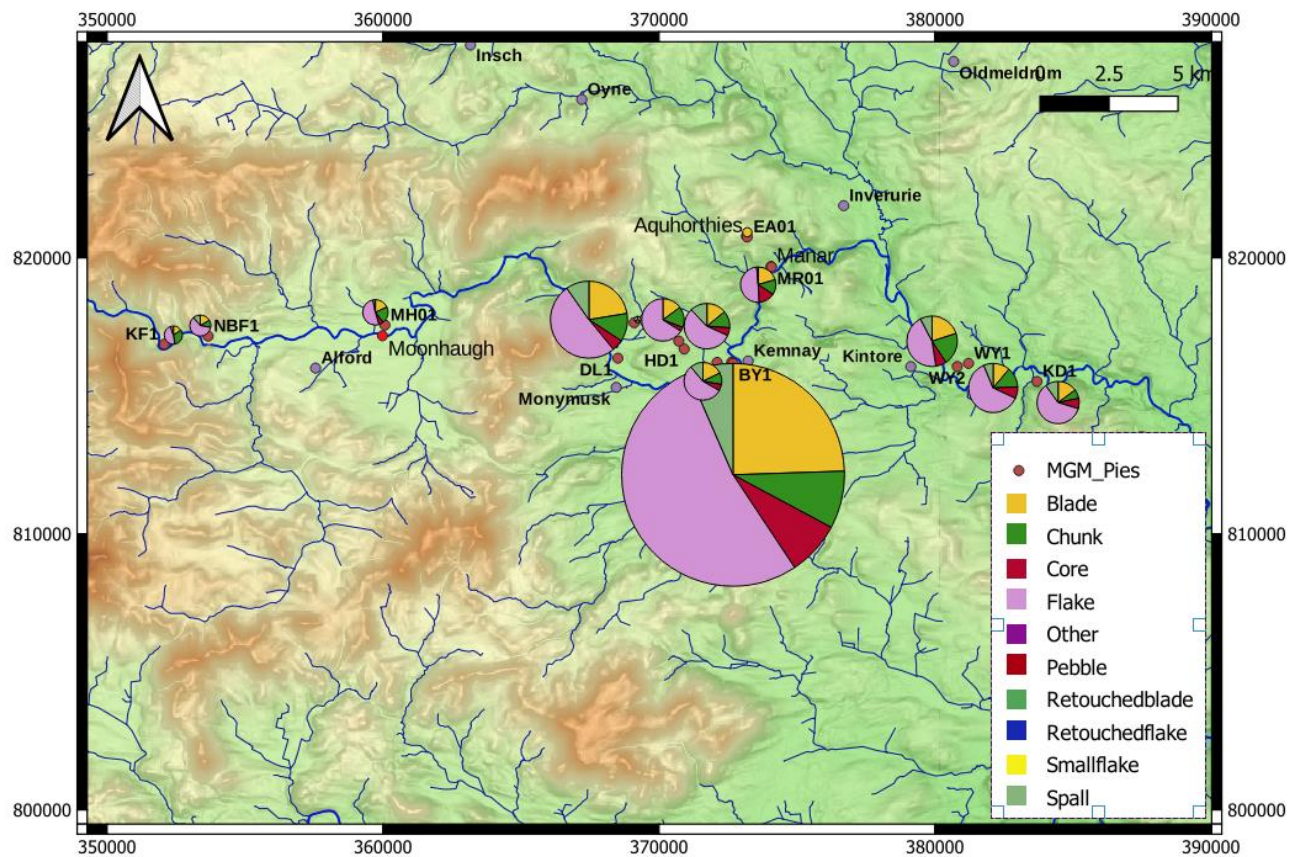 350000 360000 370000 380000 390000
Insch
Oldmeldrum
0 2.5 5 km
Oyne
Inverurie
Aquhorthies EA01
820000 820000
Manar
MR01
KF1 NBF1 MH01
Moonhaugh
Alford
DL1 HD1 Kemnay Kintore WY1
BY1 WY2 KD1
Monymusk
MGM_Pies
Blade
810000 810000
Chunk
Core
Flake
Other
Pebble
Retouchedblade
Retouchedflake
Smallflake
Spall
800000 800000
350000 360000 370000 380000 390000